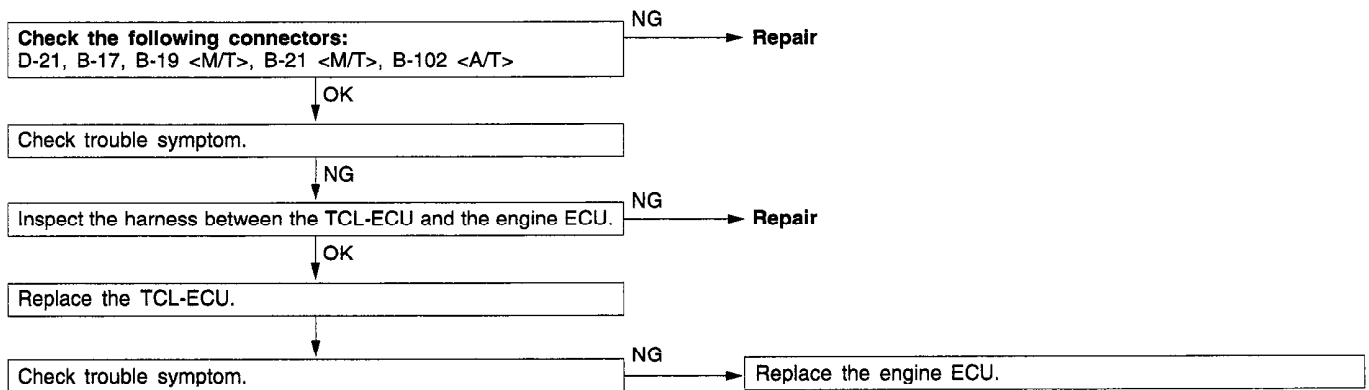 Check the following connectors:
D-21, B-17, B-19 <M/T>, B-21 <M/T>, B-102 <A/T>
NG
Repair
OK
Check trouble symptom.
NG
Inspect the harness between the TCL-ECU and the engine ECU.
NG
Repair
OK
Replace the TCL-ECU.
Check trouble symptom.
NG
Replace the engine ECU.